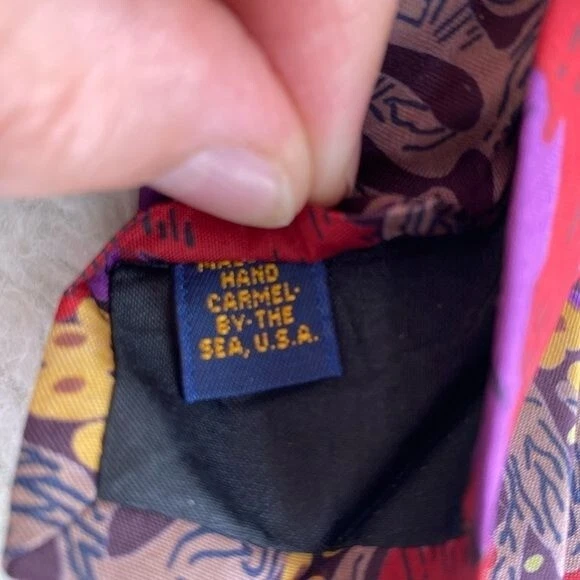 HAND
CARMEL-
BY-THE
SEA, U.S.A.